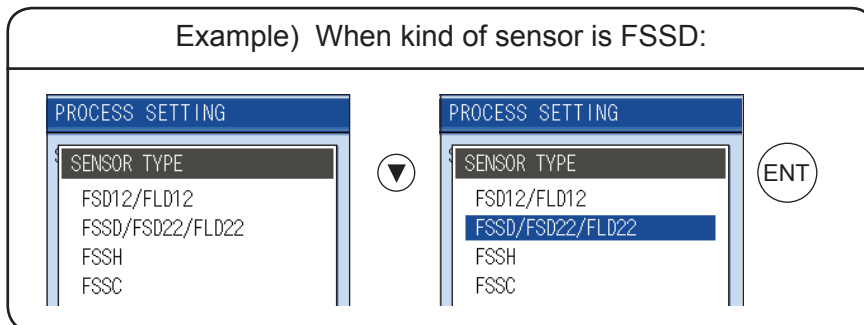 Example) When kind of sensor is FSSD:
PROCESS SETTING
SENSOR TYPE
FSD12/FLD12
FSSD/FSD22/FLD22
FSSH
FSSC
▼
PROCESS SETTING
SENSOR TYPE
FSD12/FLD12
FSSD/FSD22/FLD22
FSSH
FSSC
ENT